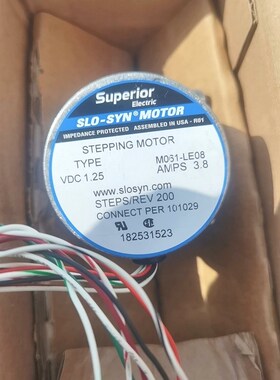 Superior
Electric
SLO-SYN® MOTOR
IMPEDANCE PROTECTED ASSEMBLED IN USA - R01
STEPPING MOTOR
TYPE M061-LE08
VDC 1.25 AMPS 3.8
www.slosyn.com
STEPS/REV 200
CONNECT PER 101029
182531523